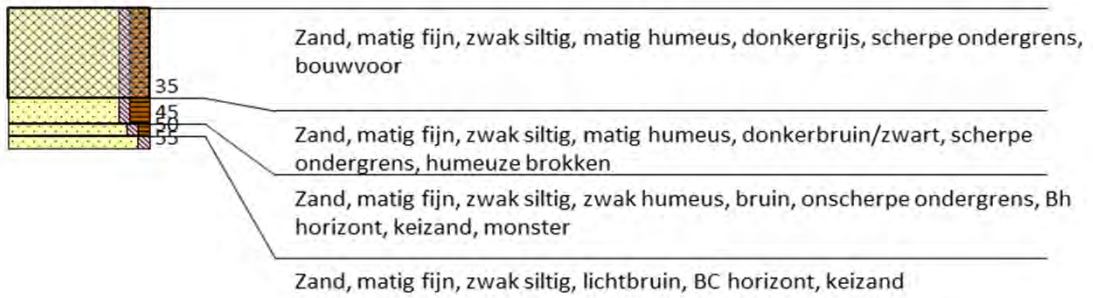 Zand, matig fijn, zwak siltig, matig humeus, donkergrijs, scherpe ondergrens,
bouwvoor
35
Zand, matig fijn, zwak siltig, matig humeus, donkerbruin/zwart, scherpe
ondergrens, humeuze brokken
45
50
55
Zand, matig fijn, zwak siltig, zwak humeus, bruin, onscherpe ondergrens, Bh
horizont, keizand, monster
Zand, matig fijn, zwak siltig, lichtbruin, BC horizont, keizand